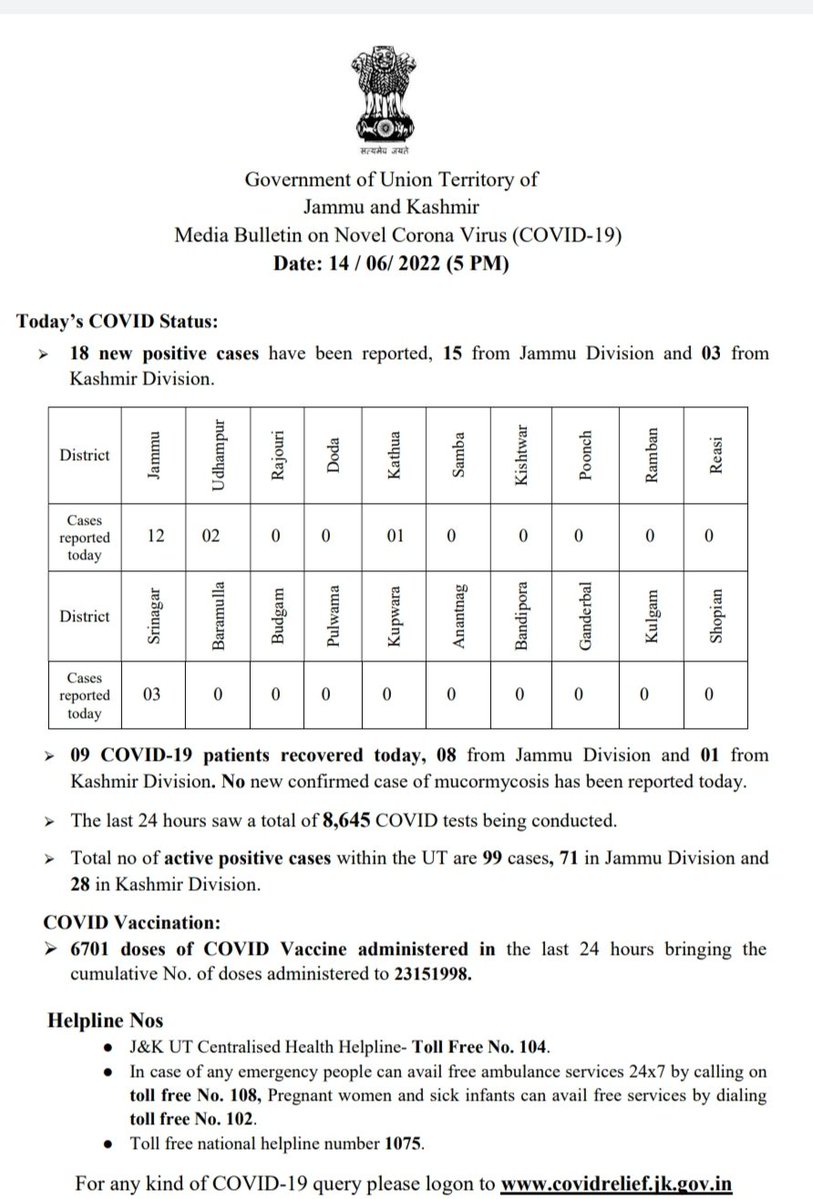 सत्यमेव जयते
Government of Union Territory of
Jammu and Kashmir
Media Bulletin on Novel Corona Virus (COVID-19)
Date: 14 / 06/ 2022 (5 PM)
Today’s COVID Status:
➢ 18 new positive cases have been reported, 15 from Jammu Division and 03 from
Kashmir Division.
District Jammu Udhampur Rajouri Doda Kathua Samba Kishtwar Poonch Ramban Reasi
Cases
reported
today
12 02 0 0 01 0 0 0 0 0
District Srinagar Baramulla Budgam Pulwama Kupwara Anantnag Bandipora Ganderbal Kulgam Shopian
Cases
reported
today
03 0 0 0 0 0 0 0 0 0
➢ 09 COVID-19 patients recovered today, 08 from Jammu Division and 01 from
Kashmir Division. No new confirmed case of mucormycosis has been reported today.
➢ The last 24 hours saw a total of 8,645 COVID tests being conducted.
➢ Total no of active positive cases within the UT are 99 cases, 71 in Jammu Division and
28 in Kashmir Division.
COVID Vaccination:
➢ 6701 doses of COVID Vaccine administered in the last 24 hours bringing the
cumulative No. of doses administered to 23151998.
Helpline Nos
● J&K UT Centralised Health Helpline- Toll Free No. 104.
● In case of any emergency people can avail free ambulance services 24x7 by calling on
toll free No. 108, Pregnant women and sick infants can avail free services by dialing
toll free No. 102.
● Toll free national helpline number 1075.
For any kind of COVID-19 query please logon to www.covidrelief.jk.gov.in